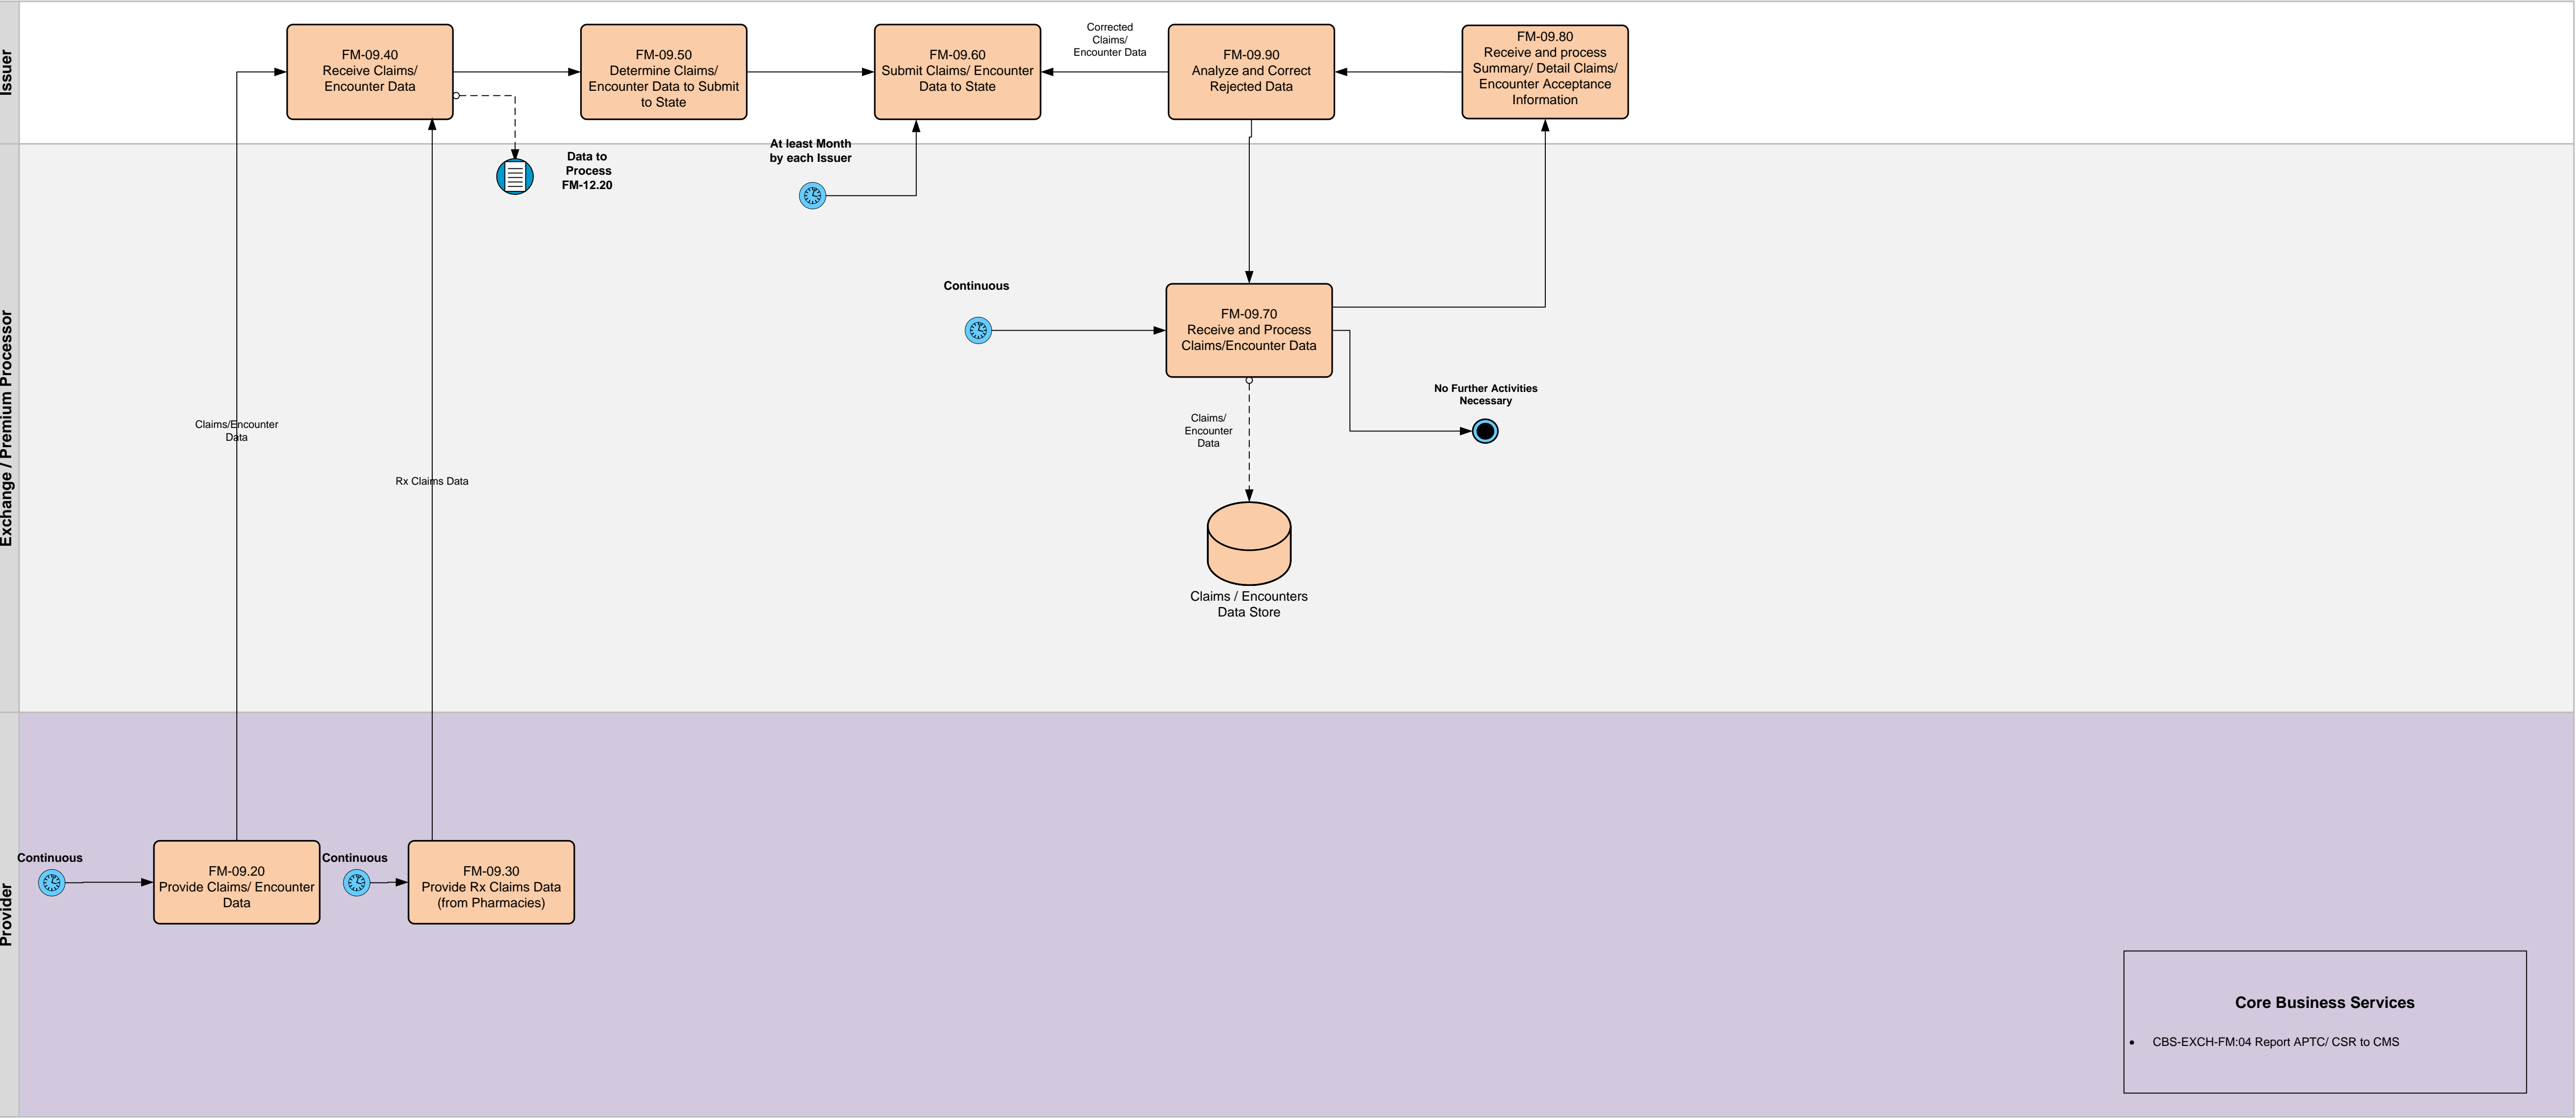 Issuer
FM-09.40
Receive Claims/
Encounter Data
FM-09.50
Determine Claims/
Encounter Data to Submit
to State
FM-09.60
Submit Claims/ Encounter
Data to State
Corrected
Claims/
Encounter Data
FM-09.90
Analyze and Correct
Rejected Data
FM-09.80
Receive and process
Summary/ Detail Claims/
Encounter Acceptance
Information
Exchange / Premium Processor
Data to
Process
FM-12.20
At least Month
by each Issuer
Continuous
FM-09.70
Receive and Process
Claims/Encounter Data
No Further Activities
Necessary
Claims/
Encounter
Data
Claims/Encounter
Data
Rx Claims Data
Claims / Encounters
Data Store
Provider
Continuous
FM-09.20
Provide Claims/ Encounter
Data
Continuous
FM-09.30
Provide Rx Claims Data
(from Pharmacies)
Core Business Services
• CBS-EXCH-FM:04 Report APTC/ CSR to CMS